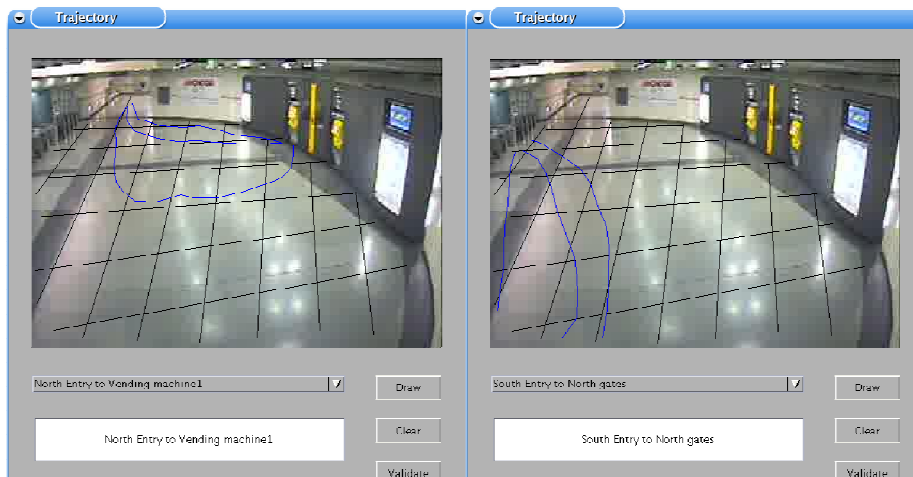 Trajectory
North Entry to Vending machine1
Draw
North Entry to Vending machine1
Clear
Validate
Trajectory
South Entry to North gates
Draw
South Entry to North gates
Clear
Validate